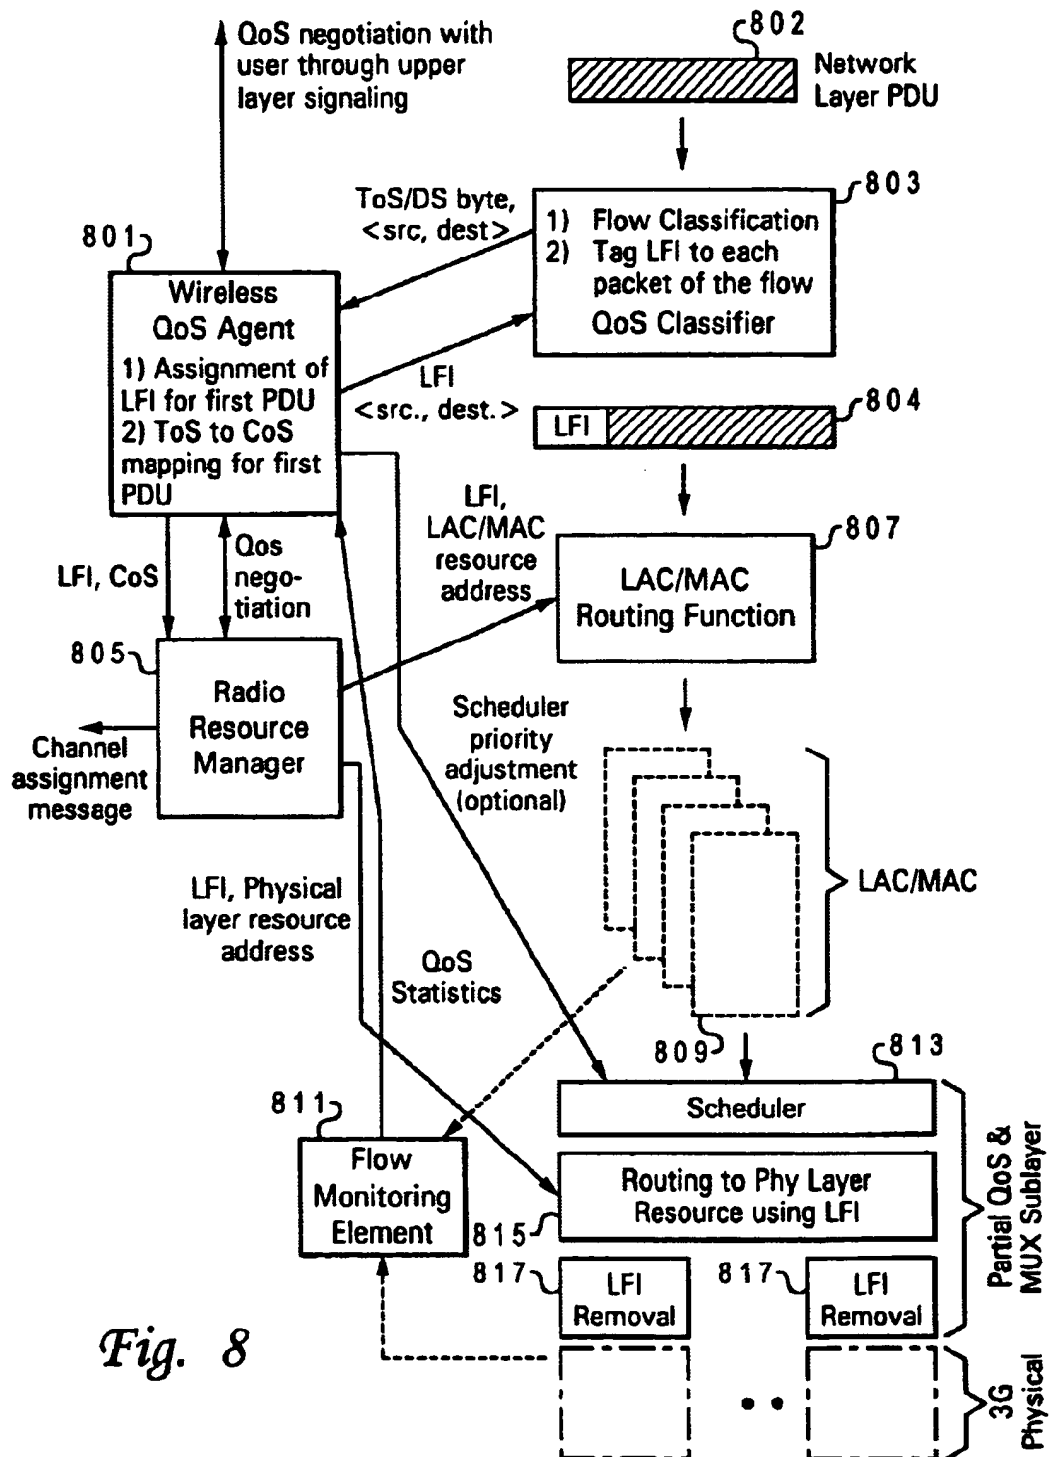 QoS negotiation with
user through upper
layer signaling
802
Network
Layer PDU
803
ToS/DS byte,
<src, dest>
1) Flow Classification
2) Tag LFI to each
packet of the flow
QoS Classifier
801
Wireless
QoS Agent
1) Assignment of
LFI for first PDU
2) ToS to CoS
mapping for first
PDU
LFI
<src., dest.>
804
LFI
LFI,
LAC/MAC
resource
address
807
LAC/MAC
Routing Function
LFI, CoS
Qos
nego-
tiation
805
Radio
Resource
Manager
Channel
assignment
message
Scheduler
priority
adjustment
(optional)
LAC/MAC
LFI, Physical
layer resource
address
QoS
Statistics
809
813
Scheduler
811
Flow
Monitoring
Element
Routing to Phy Layer
Resource using LFI
815
Partial QoS &
MUX Sublayer
817
LFI
Removal
817
LFI
Removal
3G
Physical
Fig. 8